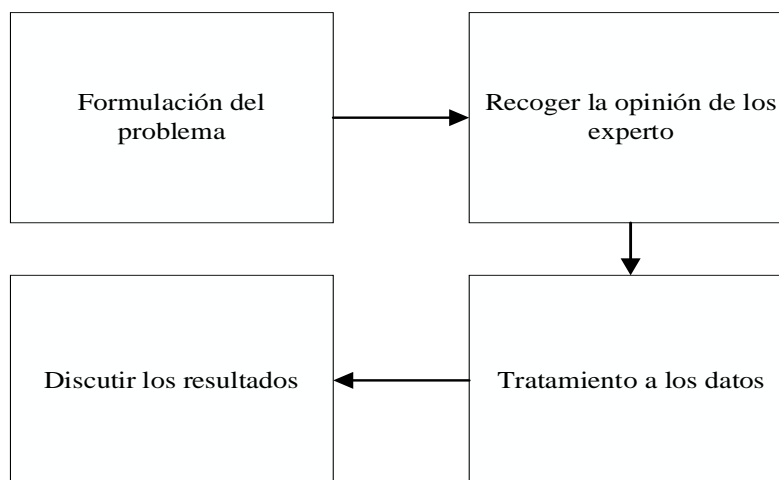 Formulación del
problema
Recoger la opinión de los
experto
Tratamiento a los datos
Discutir los resultados